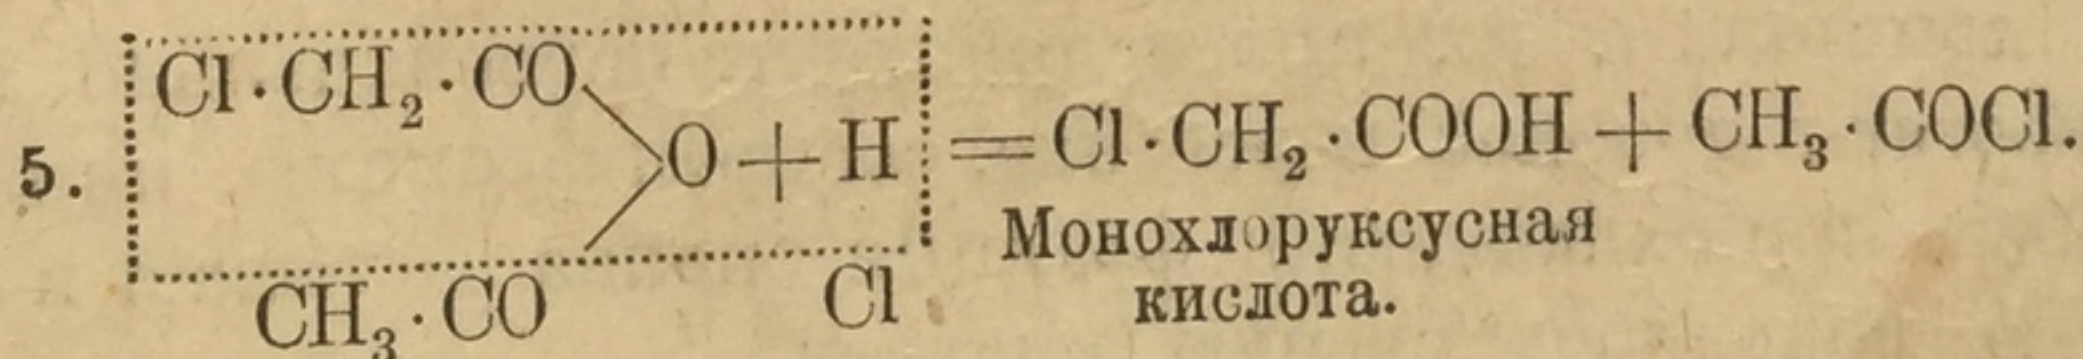 Cl·CH₂·CO
5. O + H = Cl·CH₂·COOH + CH₃·COCl.
CH₃·CO Cl
Монохлоруксусная
кислота.